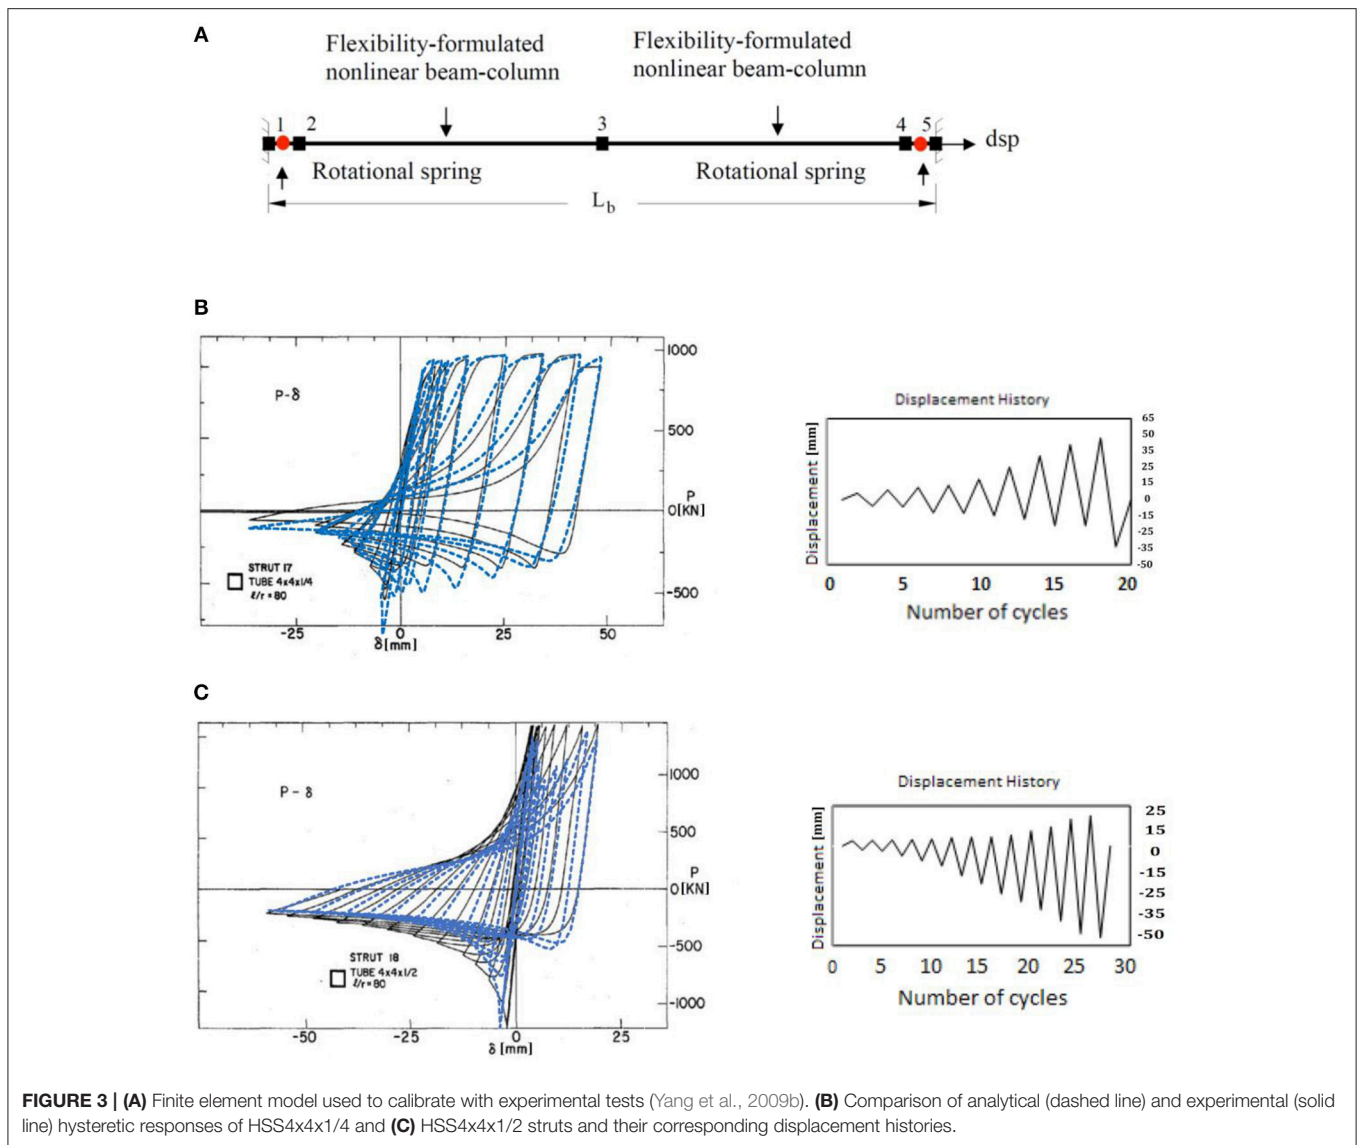 A
Flexibility-formulated
nonlinear beam-column
Flexibility-formulated
nonlinear beam-column
1 2 3 4 5
dsp
Rotational spring
Rotational spring
L_b
B
P-δ
1000
500
P
0[KN]
-500
STRUT 17
TUBE 4x4x1/4
ℓ/r = 80
-25 0 25 50
δ[mm]
Displacement History
Displacement [mm]
65
50
35
25
15
0
-15
-25
-35
-50
0 5 10 15 20
Number of cycles
C
P - δ
1000
500
P
0[KN]
-500
-1000
STRUT 18
TUBE 4x4x1/2
ℓ/r=80
-50 -25 0 25
δ [mm]
Displacement History
Displacement [mm]
25
15
0
-15
-25
-35
-50
0 5 10 15 20 25 30
Number of cycles
FIGURE 3 | (A) Finite element model used to calibrate with experimental tests (Yang et al., 2009b). (B) Comparison of analytical (dashed line) and experimental (solid
line) hysteretic responses of HSS4x4x1/4 and (C) HSS4x4x1/2 struts and their corresponding displacement histories.